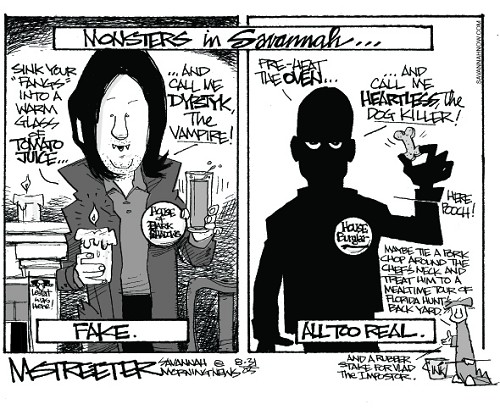 MONSTERS in Savannah...
SINK YOUR
"FANGS"
INTO A
WARM
GLASS
of
TOMATO
JUICE...
...AND
CALL ME
DYSTYK,
The
VAMPIRE!
HOUSE
of
DARK
SHADOWS
Lestat
was
here!
FAKE.
PRE-HEAT
THE OVEN...
...AND
CALL ME
HEARTLESS, the
DOG KILLER!
HERE,
POOCH!
HOUSE
Burglar
MAYBE TIE A PORK
CHOP AROUND THE
CHEF'S NECK AND
TREAT HIM TO A
MEALTIME TOUR OF
FLORIDA HUNT'S
BACK YARD.
ALL TOO REAL.
AND A RUBBER
STAKE FOR VLAD
THE IMPOSTOR.
INK
MSTREETER
SAVANNAH
MORNING NEWS
©
8·31
05
SAVANNAHNOW.COM